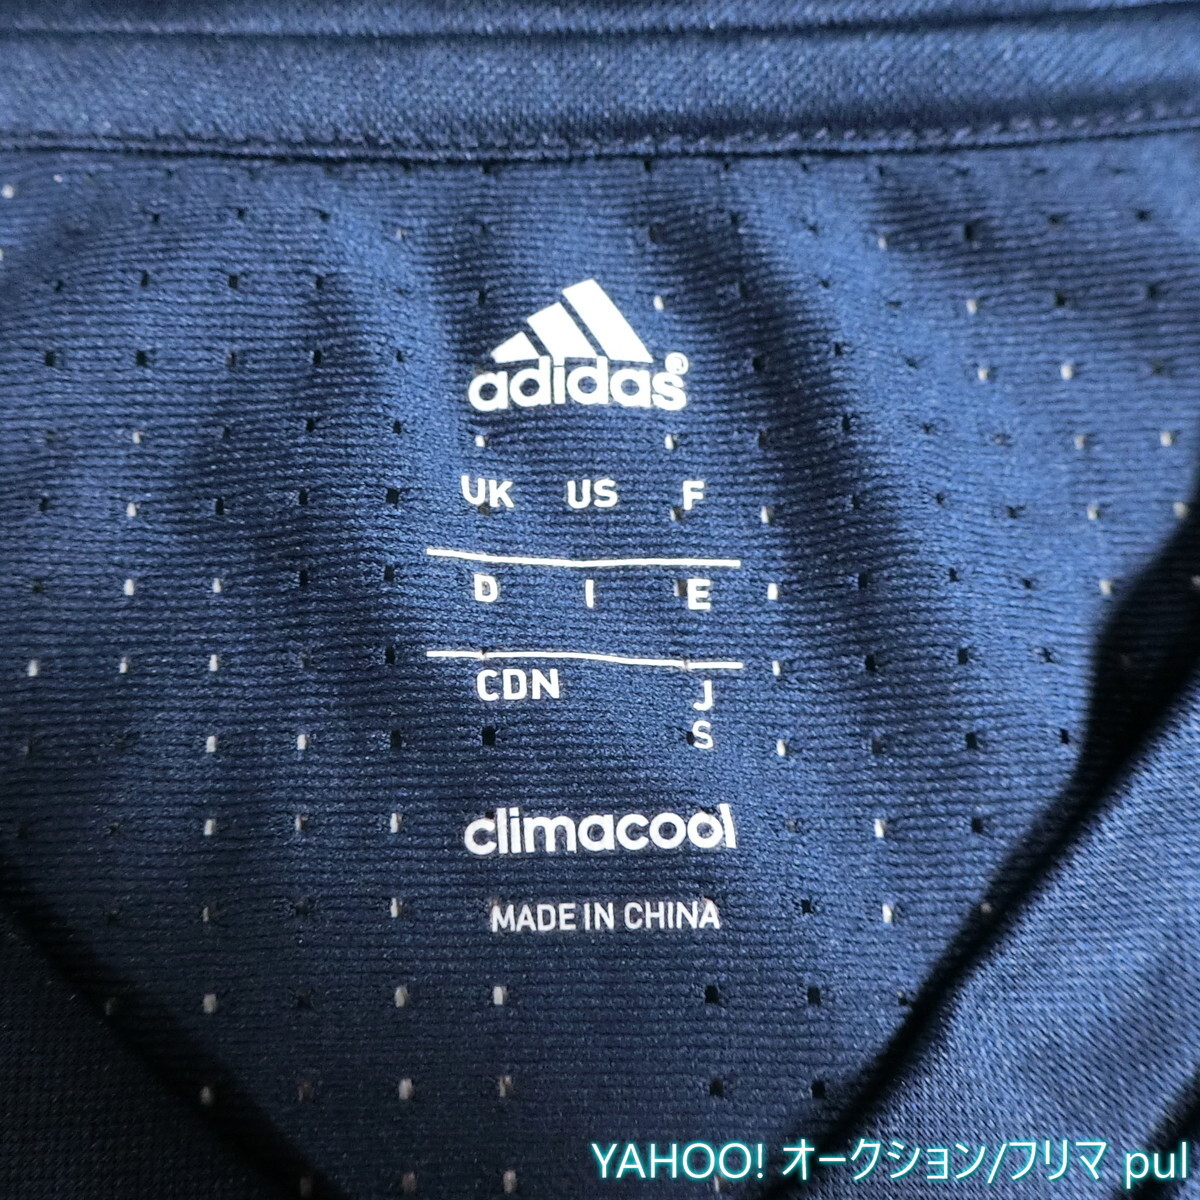 adidas®
UK US F
D I E
CDN J
S
climacool
MADE IN CHINA
YAHOO! オークション/フリマ pul